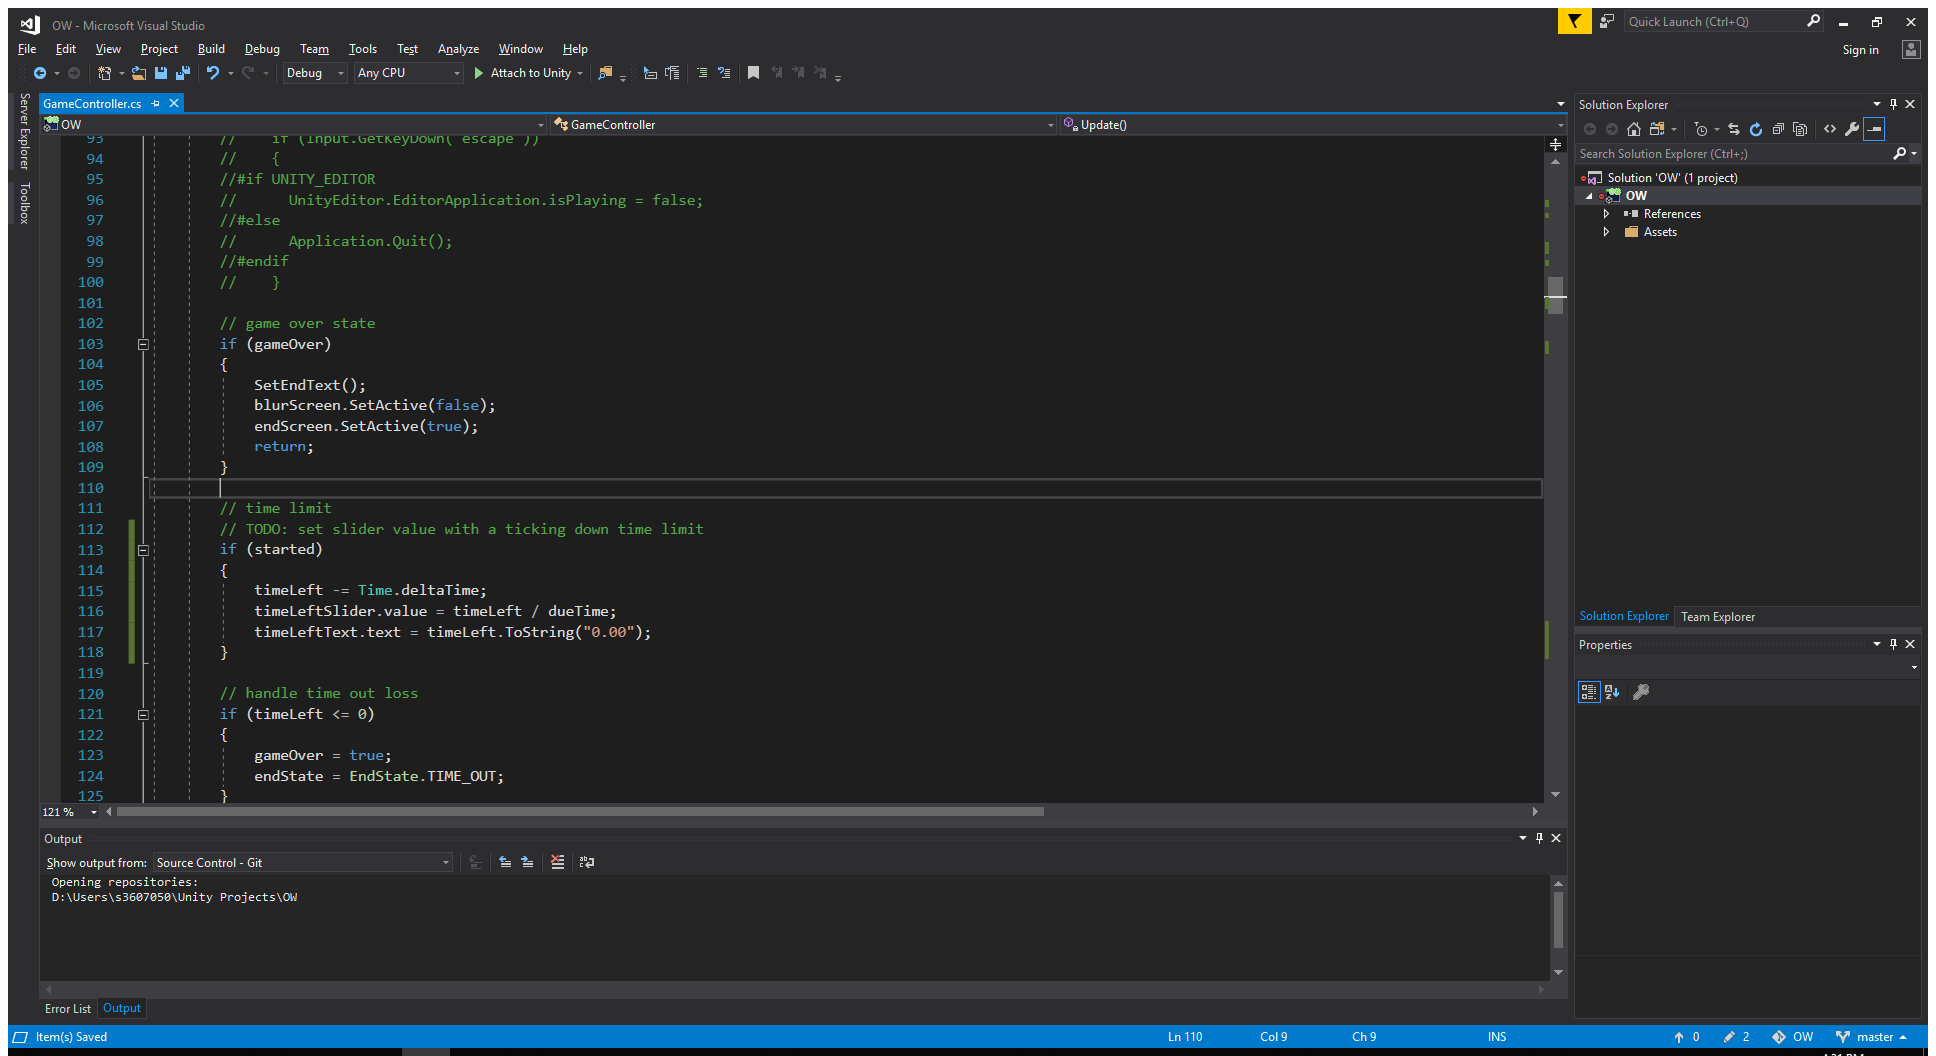 OW - Microsoft Visual Studio
Quick Launch (Ctrl+Q)
File Edit View Project Build Debug Team Tools Test Analyze Window Help
Sign in
Debug Any CPU Attach to Unity
Server Explorer
Toolbox
GameController.cs
OW GameController Update()
93 // if (Input.GetKeyDown( escape ))
94 // {
95 //#if UNITY_EDITOR
96 // UnityEditor.EditorApplication.isPlaying = false;
97 //#else
98 // Application.Quit();
99 //#endif
100 // }
101
102 // game over state
103 if (gameOver)
104 {
105 SetEndText();
106 blurScreen.SetActive(false);
107 endScreen.SetActive(true);
108 return;
109 }
110
111 // time limit
112 // TODO: set slider value with a ticking down time limit
113 if (started)
114 {
115 timeLeft -= Time.deltaTime;
116 timeLeftSlider.value = timeLeft / dueTime;
117 timeLeftText.text = timeLeft.ToString("0.00");
118 }
119
120 // handle time out loss
121 if (timeLeft <= 0)
122 {
123 gameOver = true;
124 endState = EndState.TIME_OUT;
125 }
121 %
Output
Show output from: Source Control - Git
Opening repositories:
D:\Users\s3607050\Unity Projects\OW
Error List Output
Solution Explorer
Search Solution Explorer (Ctrl+;)
Solution 'OW' (1 project)
OW
References
Assets
Solution Explorer Team Explorer
Properties
Item(s) Saved Ln 110 Col 9 Ch 9 INS 0 2 OW master